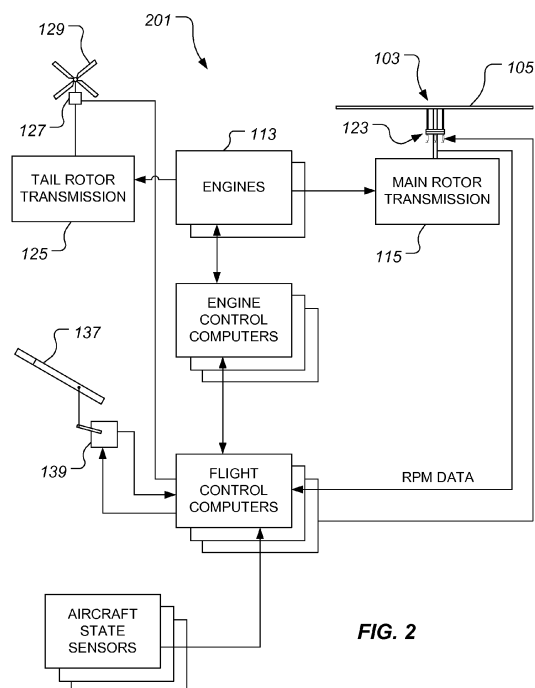 129
201
103
105
127
123
113
TAIL ROTOR
TRANSMISSION
ENGINES
MAIN ROTOR
TRANSMISSION
125
115
ENGINE
CONTROL
COMPUTERS
137
139
FLIGHT
CONTROL
COMPUTERS
RPM DATA
AIRCRAFT
STATE
SENSORS
FIG. 2